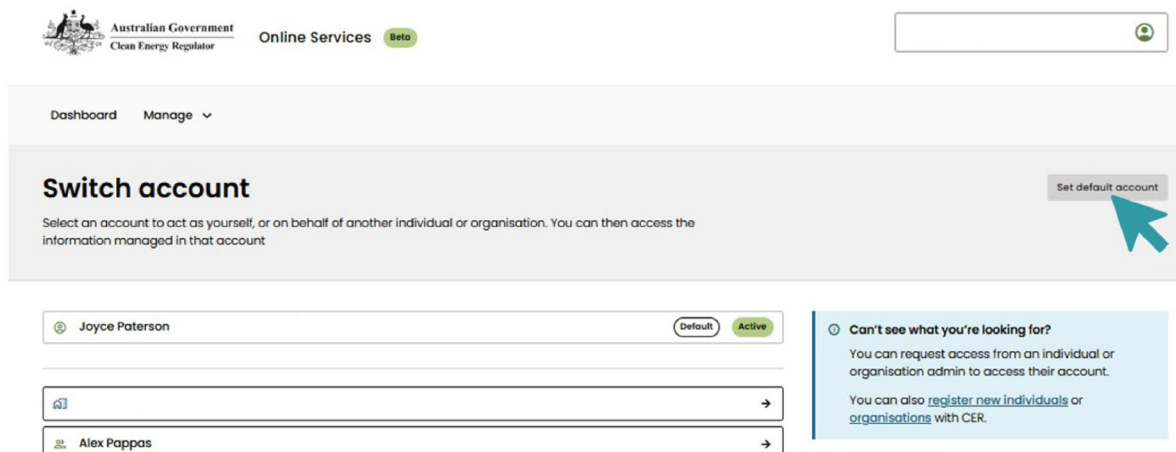 Australian Government
Clean Energy Regulator
Online Services Beta
Dashboard Manage
Switch account
Set default account
Select an account to act as yourself, or on behalf of another individual or organisation. You can then access the
information managed in that account
Joyce Paterson Default Active
Can't see what you're looking for?
You can request access from an individual or
organisation admin to access their account.
You can also register new individuals or
organisations with CER.
Alex Pappas